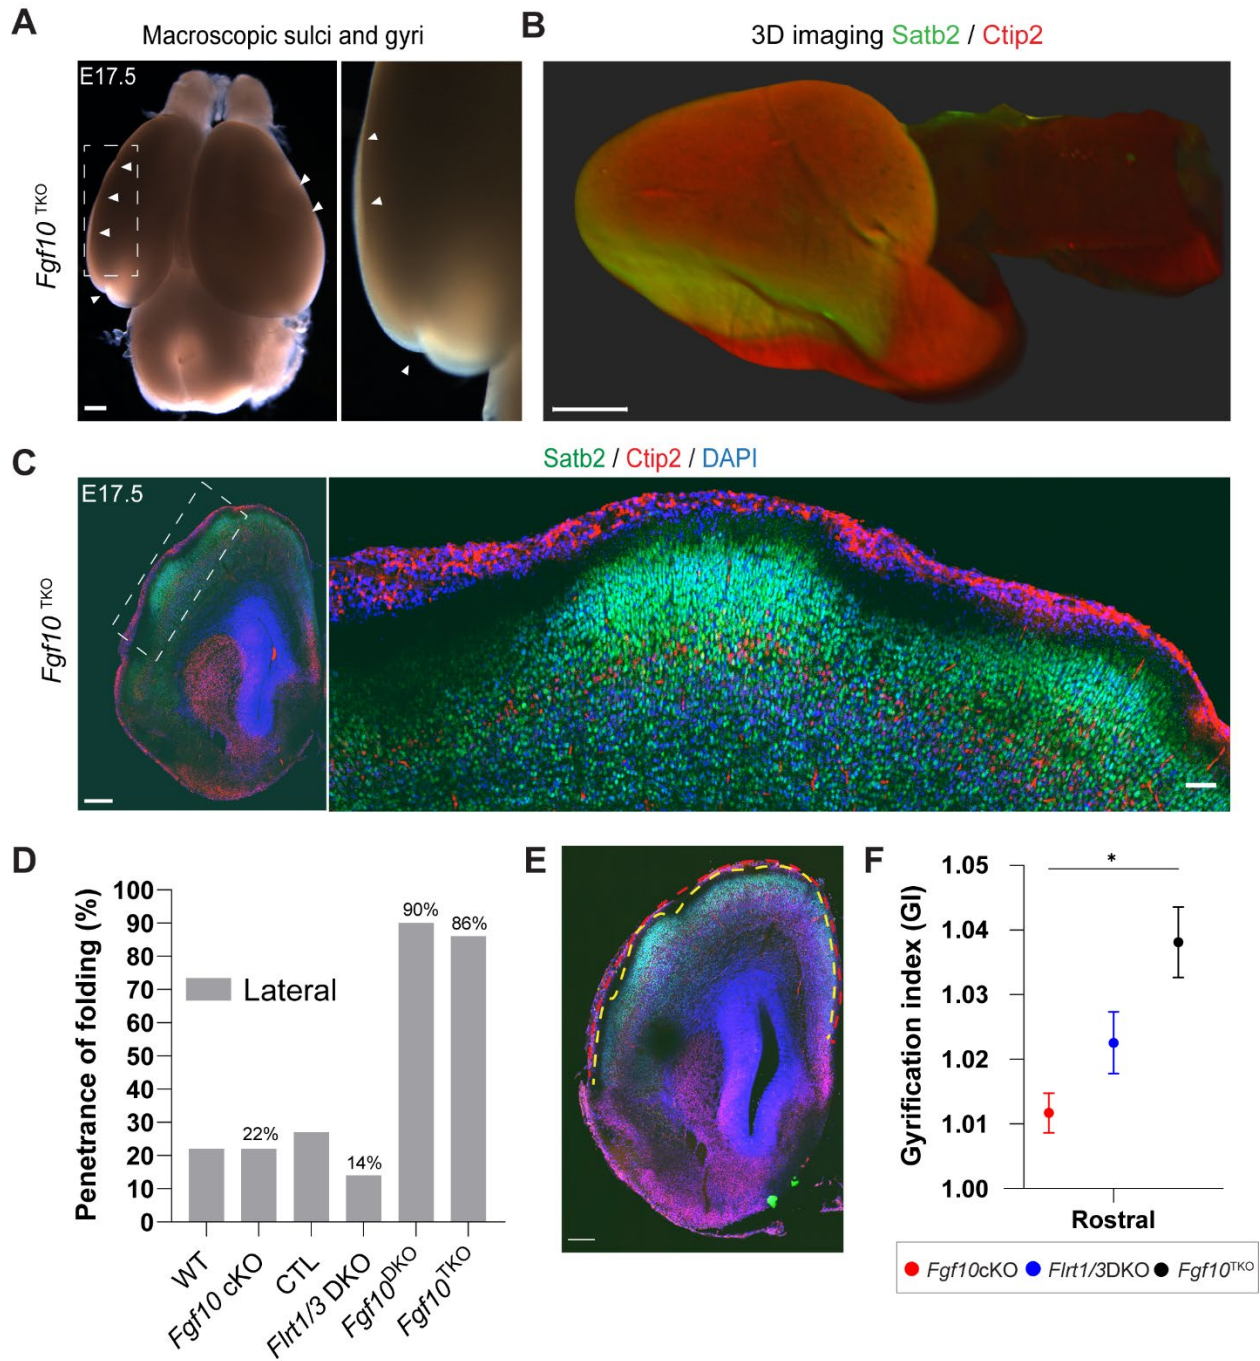 A
Macroscopic sulci and gyri
E17.5
Fgf10 TKO
B
3D imaging Satb2 / Ctip2
C
Satb2 / Ctip2 / DAPI
E17.5
Fgf10 TKO
D
Penetrance of folding (%)
100
90
80
70
60
50
40
30
20
10
0
Lateral
22%
14%
90%
86%
WT
Fgf10 cKO
CTL
Flrt1/3 DKO
Fgf10DKO
Fgf10TKO
E
F
Gyrification index (GI)
1.05
1.04
1.03
1.02
1.01
1.00
*
Rostral
Fgf10cKO Flrt1/3DKO Fgf10TKO